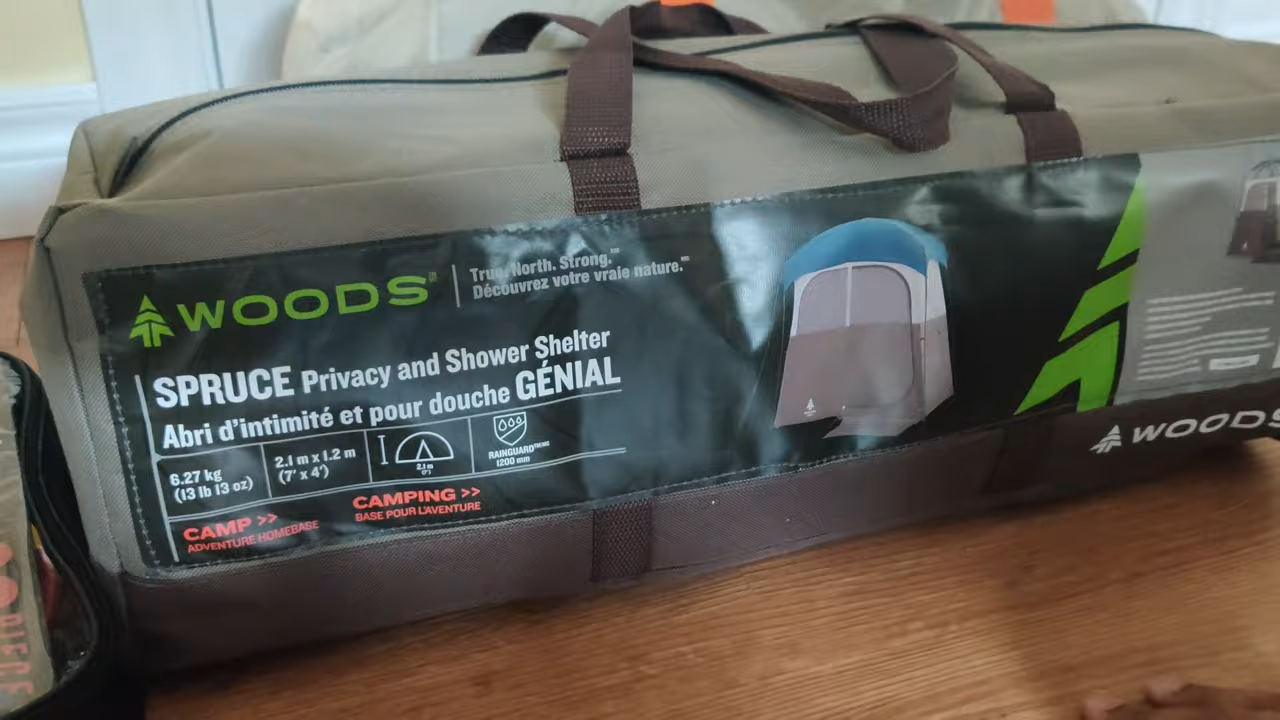 WOODS
True. North. Strong.™
Découvrez votre vraie nature.™
SPRUCE Privacy and Shower Shelter
Abri d'intimité et pour douche GÉNIAL
6.27 kg
(13 lb 13 oz)
2.1 m x 1.2 m
(7' x 4')
2.1 m
(7')
RAINGUARD™/MD
1200 mm
CAMP >>
ADVENTURE HOMEBASE
CAMPING >>
BASE POUR L'AVENTURE
WOODS